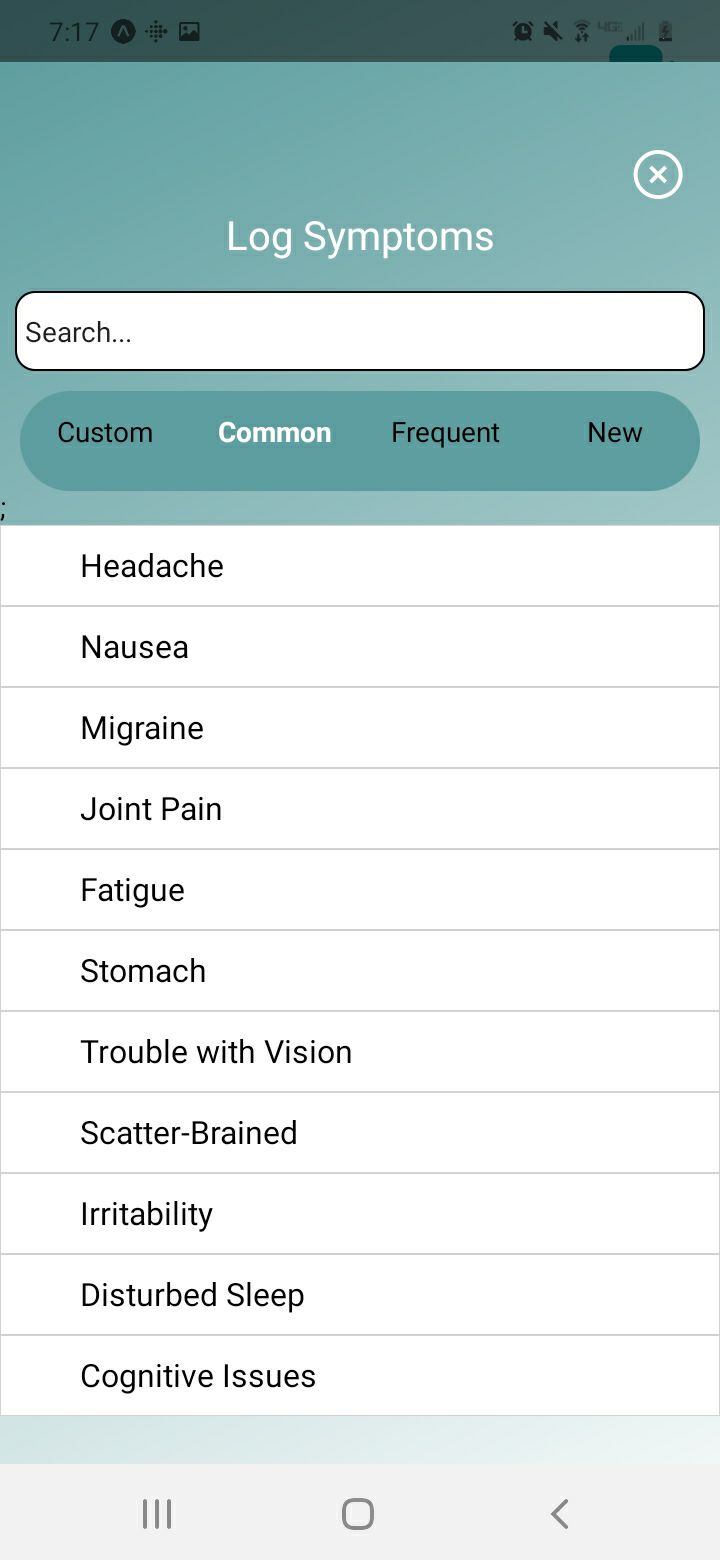 7:17 4GE
Log Symptoms
Search...
Custom Common Frequent New
;
Headache
Nausea
Migraine
Joint Pain
Fatigue
Stomach
Trouble with Vision
Scatter-Brained
Irritability
Disturbed Sleep
Cognitive Issues